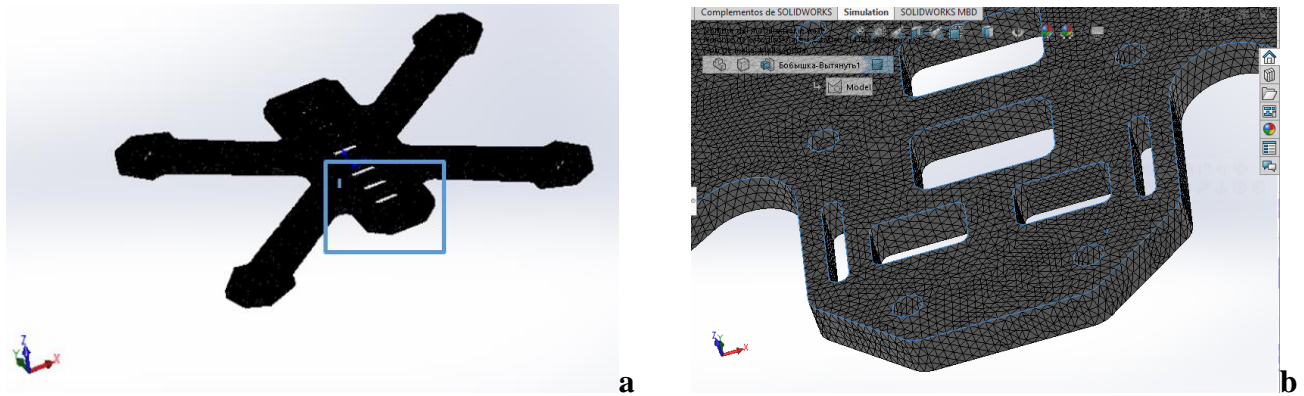 Complementos de SOLIDWORKS Simulation SOLIDWORKS MBD
Бобышка-Вытянуть1
Model
Z
Y
X
a
Z
Y
X
b